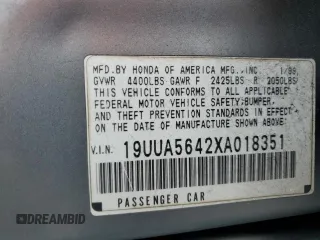 MFD.BY HONDA OF AMERICA MFG.,INC. 1/99
GVWR 4400LBS GAWR F 2425LBS R 2050LBS
THIS VEHICLE CONFORMS TO ALL APPLICABLE
FEDERAL MOTOR VEHICLE SAFETY,BUMPER,
AND THEFT PREVENTION STANDARDS IN EFFECT
ON THE DATE OF MANUFACTURE SHOWN ABOVE.
V.I.N. 19UUA5642XA018351
PASSENGER CAR
DREAMBID